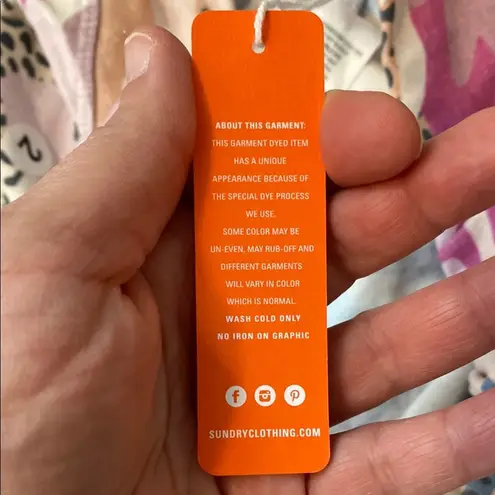 ABOUT THIS GARMENT:
THIS GARMENT DYED ITEM
HAS A UNIQUE
APPEARANCE BECAUSE OF
THE SPECIAL DYE PROCESS
WE USE.
SOME COLOR MAY BE
UN-EVEN, MAY RUB-OFF AND
DIFFERENT GARMENTS
WILL VARY IN COLOR
WHICH IS NORMAL.
WASH COLD ONLY
NO IRON ON GRAPHIC
f
SUNDRYCLOTHING.COM
2